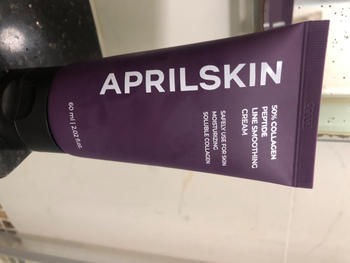 APRILSKIN
50% COLLAGEN
PEPTIDE
LINE SMOOTHING
CREAM
SAFELY USE FOR SKIN
MOISTURIZING
SOLUBLE COLLAGEN
60 ml | 2.02 fl.oz.